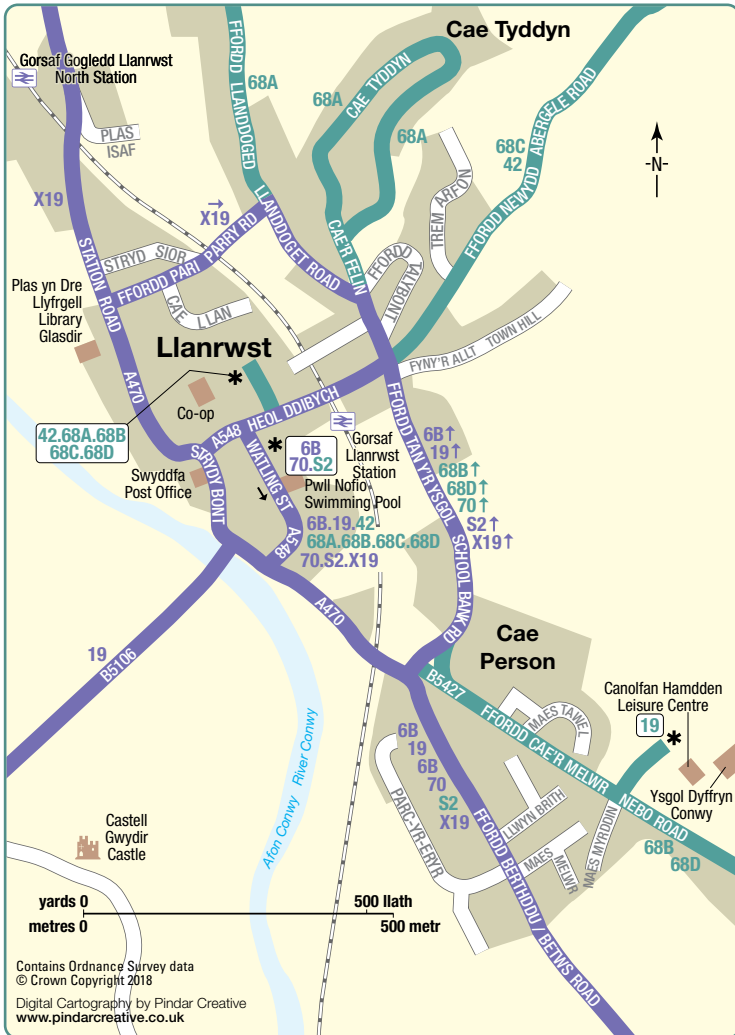 Cae Tyddyn
Gorsaf Gogledd Llanrwst
North Station
PLAS
ISAF
FFORDD LLANDDOGED
68A
CAE TYDDYN
68A
68A
68C
42
FFORDD NEWYDD ABERGELE ROAD
-N-
X19
→
X19
LLANDDOGET ROAD
CAE'R FELIN
TREM ARFON
FFORDD TALYBONT
STATION ROAD
STRYD SIOR
FFORDD PARI PARRY RD
CAE LLAN
Plas yn Dre
Llyfrgell
Library
Glasdir
Llanrwst
FYNY'R ALLT TOWN HILL
A470
*
Co-op
A548 HEOL DDIBYCH
42.68A.68B
68C.68D
STRYDY BONT
WATLING ST
*
6B
70.S2
Gorsaf
Llanrwst
Station
FFORDD TAN Y'RYSGOL SCHOOL BANK RD
6B↑
19↑
68B↑
68D↑
70↑
S2↑
X19↑
Swyddfa
Post Office
Pwll Nofio
Swimming Pool
A548
6B.19.42
68A.68B.68C.68D
70.S2.X19
A470
19
B5106
Cae
Person
B5427 FFORDD CAE'R MELWR NEBO ROAD
MAES TAWEL
Canolfan Hamdden
Leisure Centre
19
*
Ysgol Dyffryn
Conwy
6B
19
6B
70
S2
X19
PARC-YR-ERYR
LLWYN BRITH
MAES MELWR
MAES MYRDDIN
68B
68D
FFORDD BERTHDDU / BETWS ROAD
Afon Conwy River Conwy
Castell
Gwydir
Castle
yards 0 500 llath
metres 0 500 metr
Contains Ordnance Survey data
© Crown Copyright 2018
Digital Cartography by Pindar Creative
www.pindarcreative.co.uk